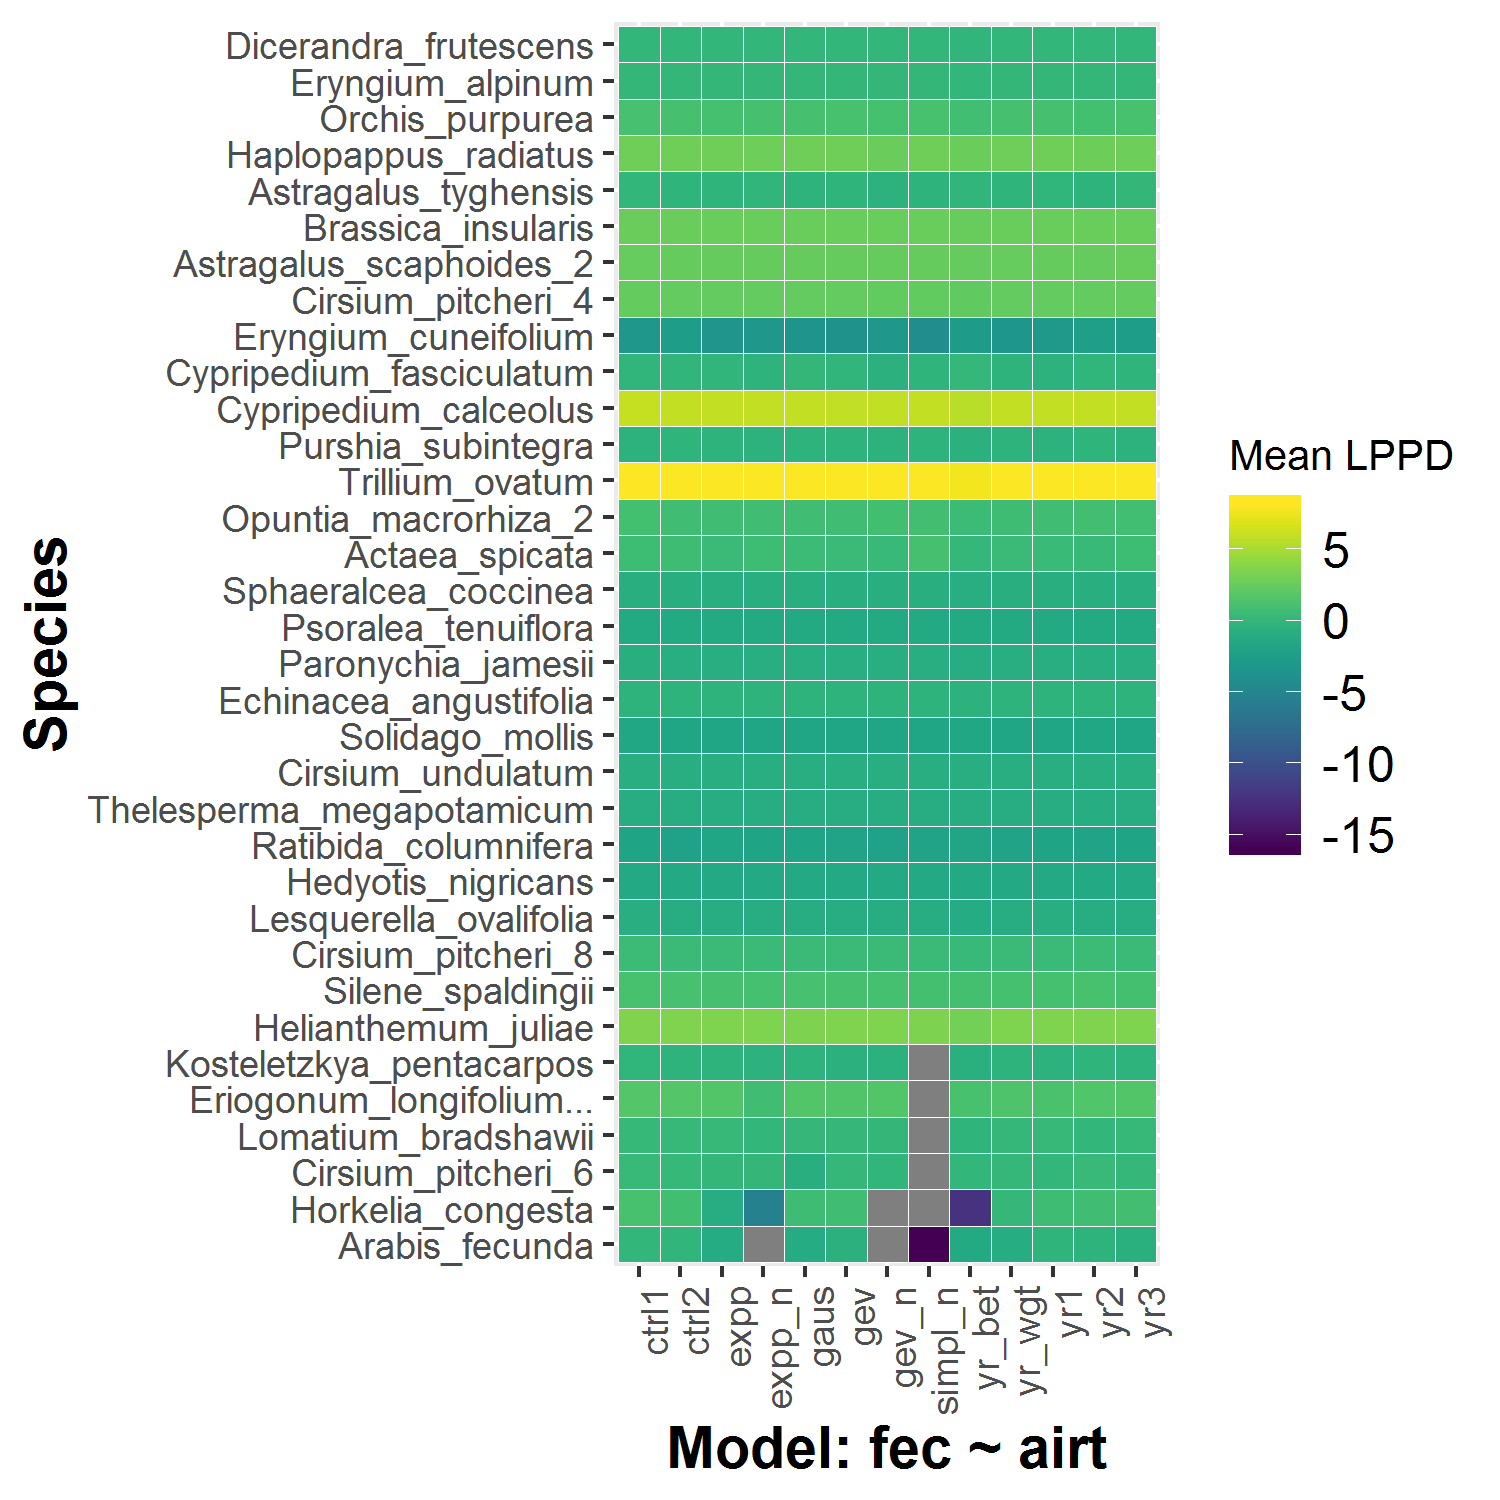 Dicerandra_frutescens
Eryngium_alpinum
Orchis_purpurea
Haplopappus_radiatus
Astragalus_tyghensis
Brassica_insularis
Astragalus_scaphoides_2
Cirsium_pitcheri_4
Eryngium_cuneifolium
Cypripedium_fasciculatum
Cypripedium_calceolus
Purshia_subintegra
Trillium_ovatum
Opuntia_macrorhiza_2
Actaea_spicata
Sphaeralcea_coccinea
Psoralea_tenuiflora
Paronychia_jamesii
Echinacea_angustifolia
Solidago_mollis
Cirsium_undulatum
Thelesperma_megapotamicum
Ratibida_columnifera
Hedyotis_nigricans
Lesquerella_ovalifolia
Cirsium_pitcheri_8
Silene_spaldingii
Helianthemum_juliae
Kosteletzkya_pentacarpos
Eriogonum_longifolium...
Lomatium_bradshawii
Cirsium_pitcheri_6
Horkelia_congesta
Arabis_fecunda
Species
ctrl1
ctrl2
expp
expp_n
gaus
gev
gev_n
simpl_n
yr_bet
yr_wgt
yr1
yr2
yr3
Model: fec ~ airt
Mean LPPD
5
0
-5
-10
-15